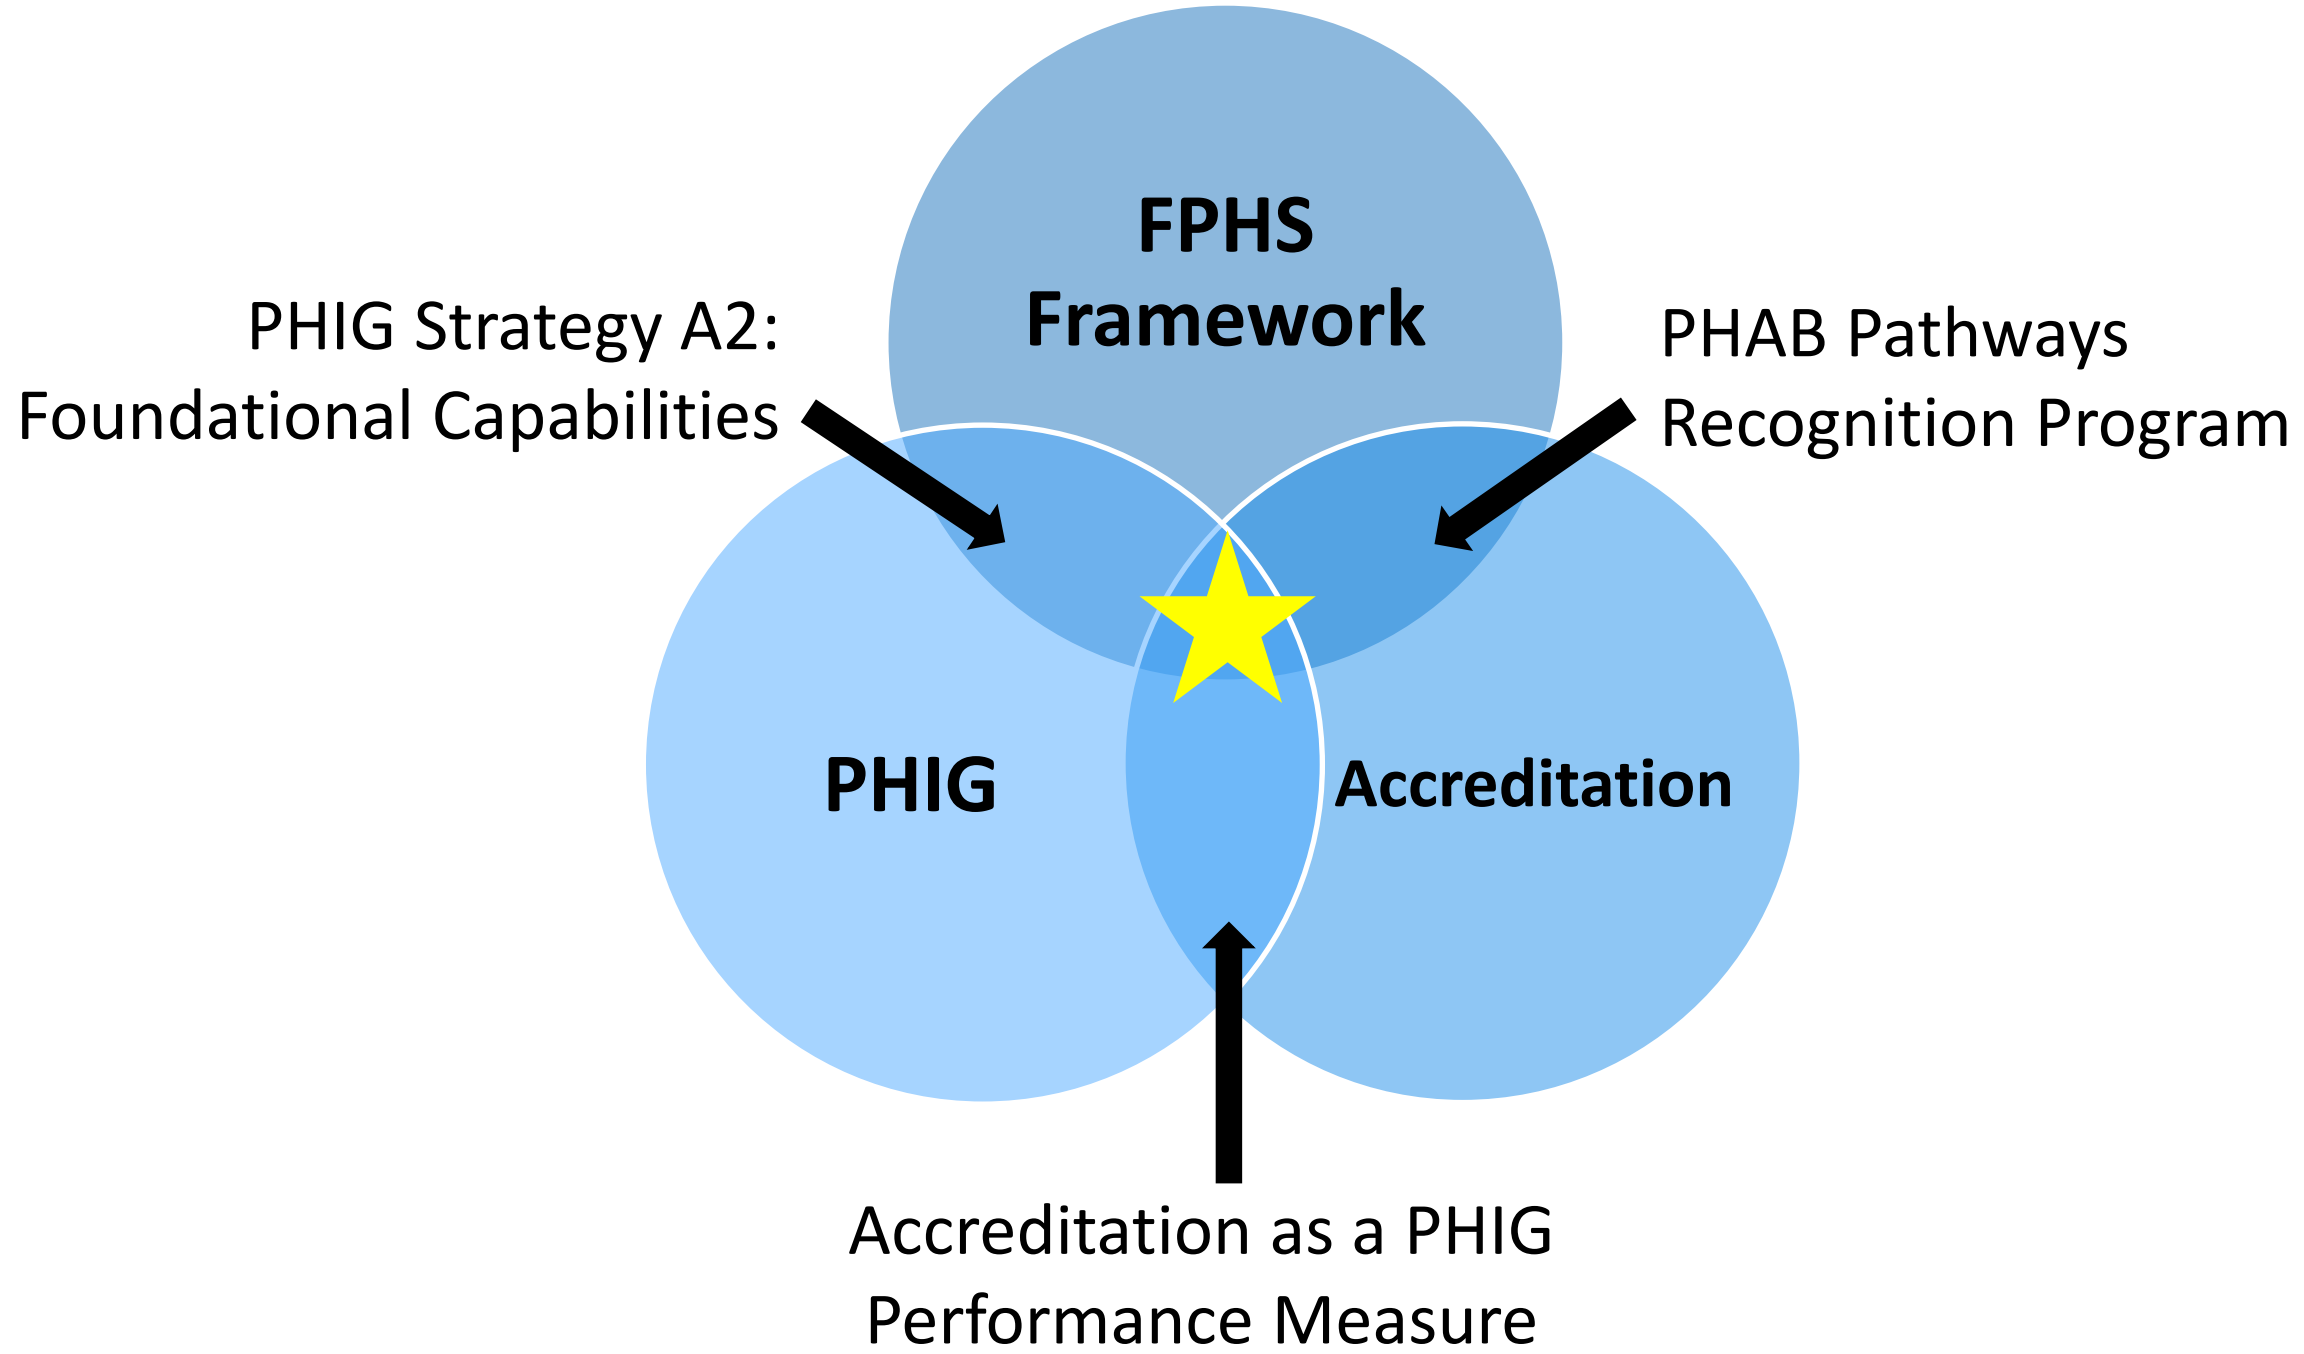 FPHS
Framework
PHIG Strategy A2:
Foundational Capabilities
PHAB Pathways
Recognition Program
PHIG
Accreditation
Accreditation as a PHIG
Performance Measure